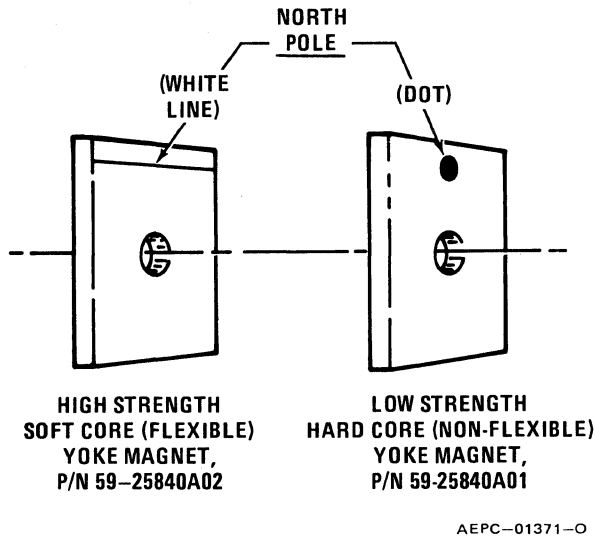 NORTH
POLE
(WHITE
LINE)
(DOT)
HIGH STRENGTH
SOFT CORE (FLEXIBLE)
YOKE MAGNET,
P/N 59–25840A02
LOW STRENGTH
HARD CORE (NON-FLEXIBLE)
YOKE MAGNET,
P/N 59-25840A01
AEPC–01371–O